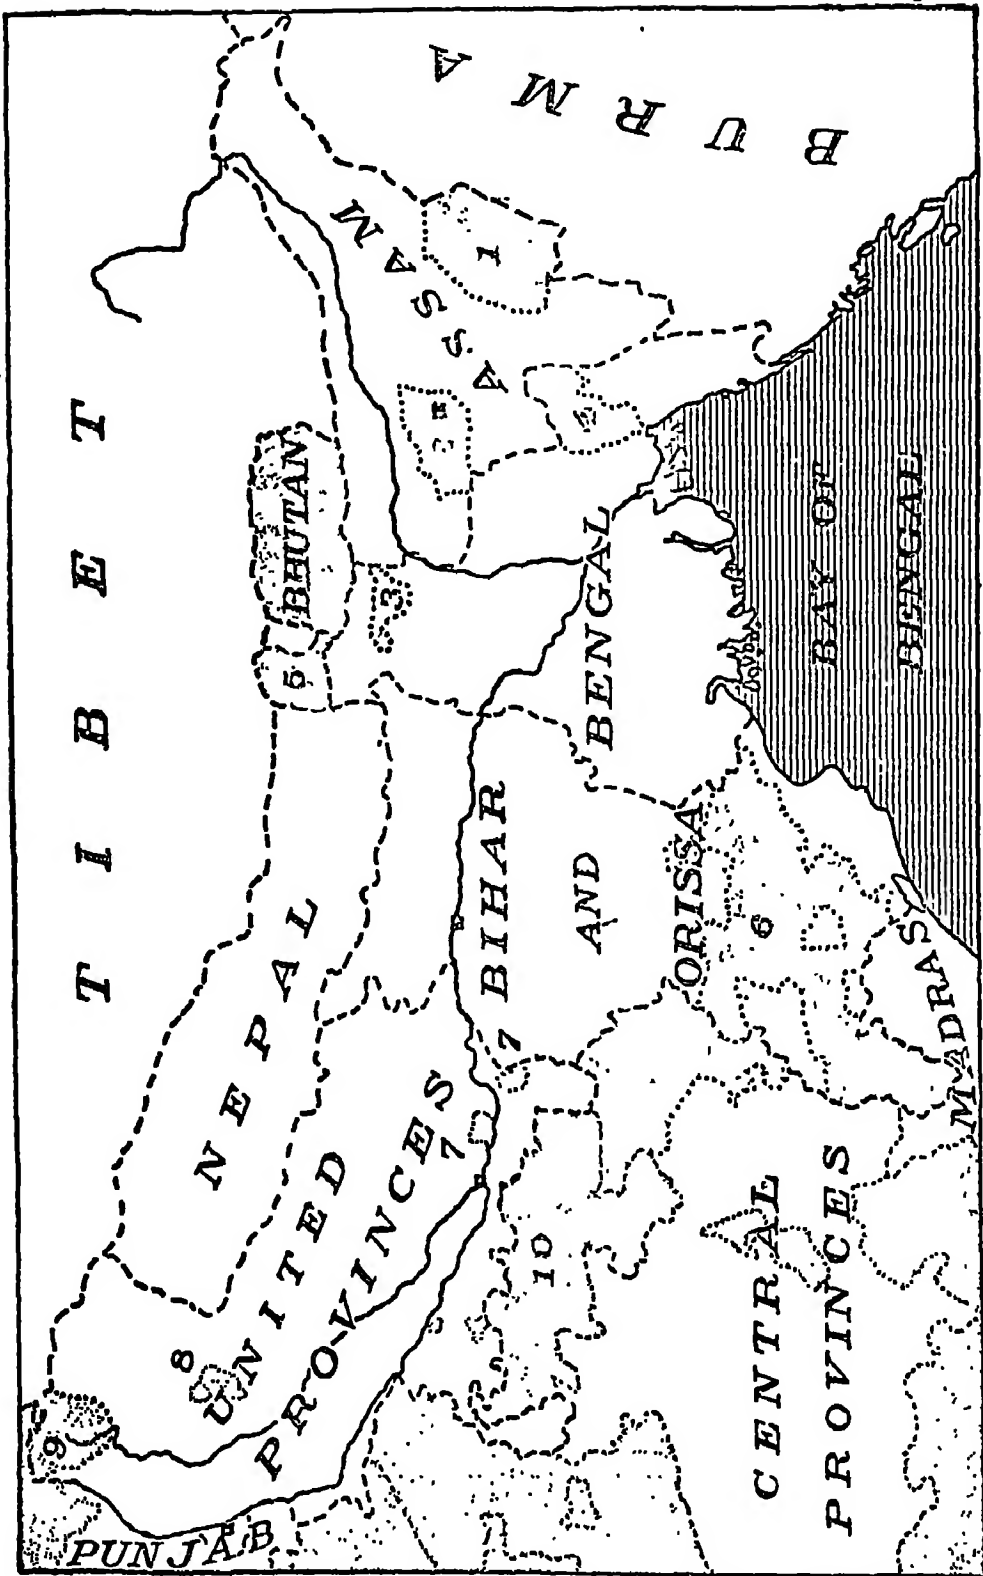 TIBET
NEPAL
BHUTAN
5
3
ASSAM
1
2
4
BURMA
UNITED
PROVINCES
8
9
PUNJAB
7
7
10
BIHAR
AND
ORISSA
6
BENGAL
CENTRAL
PROVINCES
MADRAS
BAY OF
BENGAL